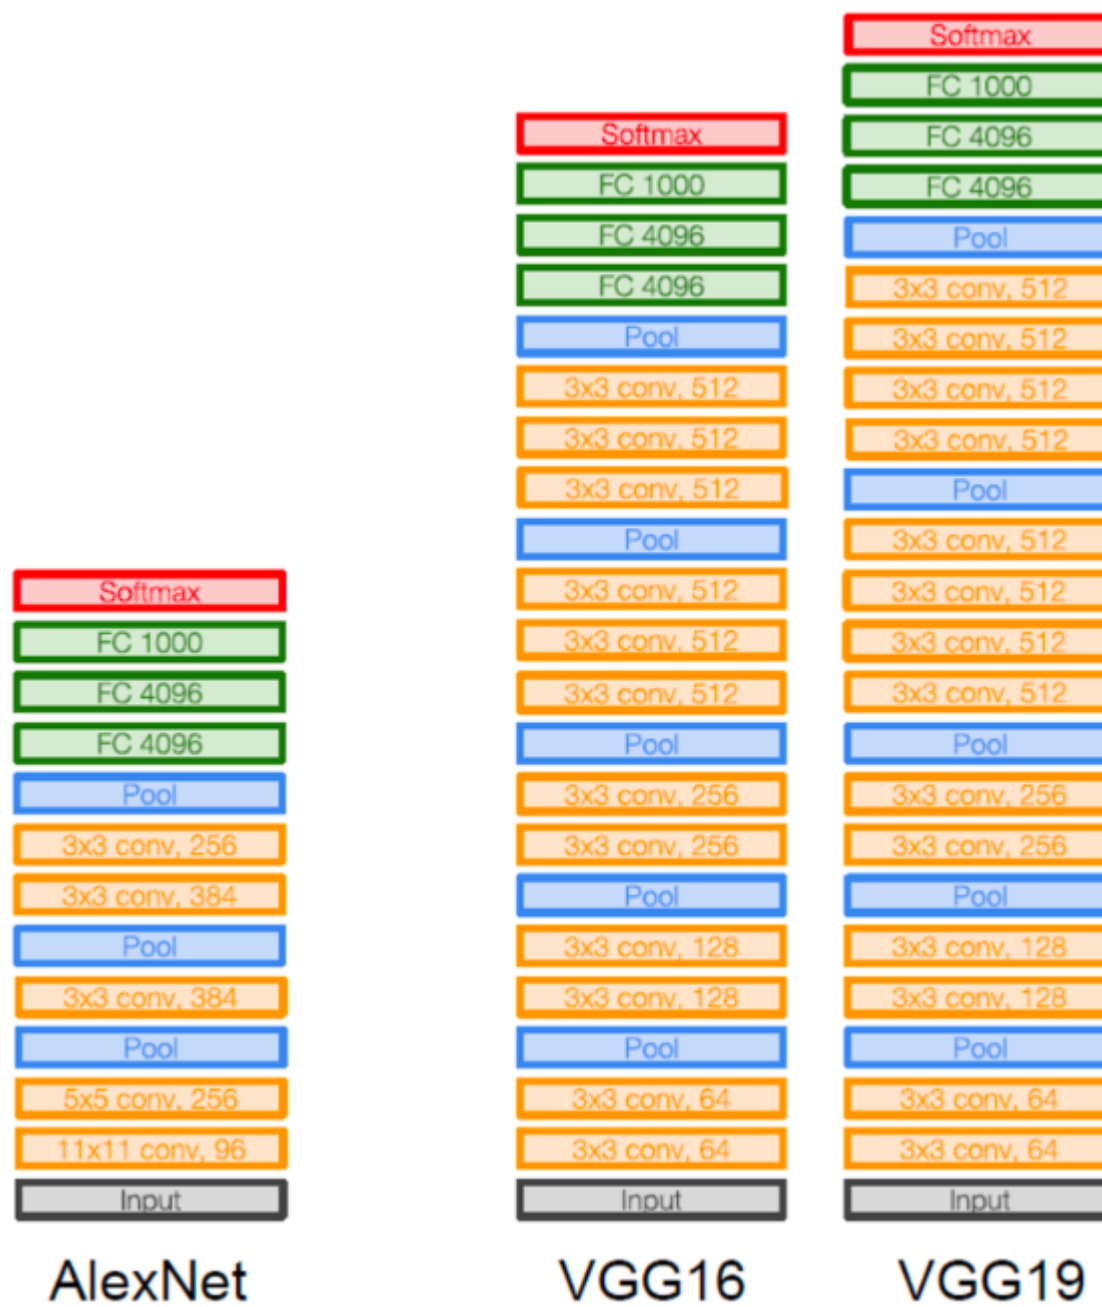 Softmax
FC 1000
FC 4096
FC 4096
Pool
3x3 conv, 256
3x3 conv, 384
Pool
3x3 conv, 384
Pool
5x5 conv, 256
11x11 conv, 96
Input
AlexNet
Softmax
FC 1000
FC 4096
FC 4096
Pool
3x3 conv, 512
3x3 conv, 512
3x3 conv, 512
Pool
3x3 conv, 512
3x3 conv, 512
3x3 conv, 512
Pool
3x3 conv, 256
3x3 conv, 256
Pool
3x3 conv, 128
3x3 conv, 128
Pool
3x3 conv, 64
3x3 conv, 64
Input
VGG16
Softmax
FC 1000
FC 4096
FC 4096
Pool
3x3 conv, 512
3x3 conv, 512
3x3 conv, 512
3x3 conv, 512
Pool
3x3 conv, 512
3x3 conv, 512
3x3 conv, 512
3x3 conv, 512
Pool
3x3 conv, 256
3x3 conv, 256
Pool
3x3 conv, 128
3x3 conv, 128
Pool
3x3 conv, 64
3x3 conv, 64
Input
VGG19